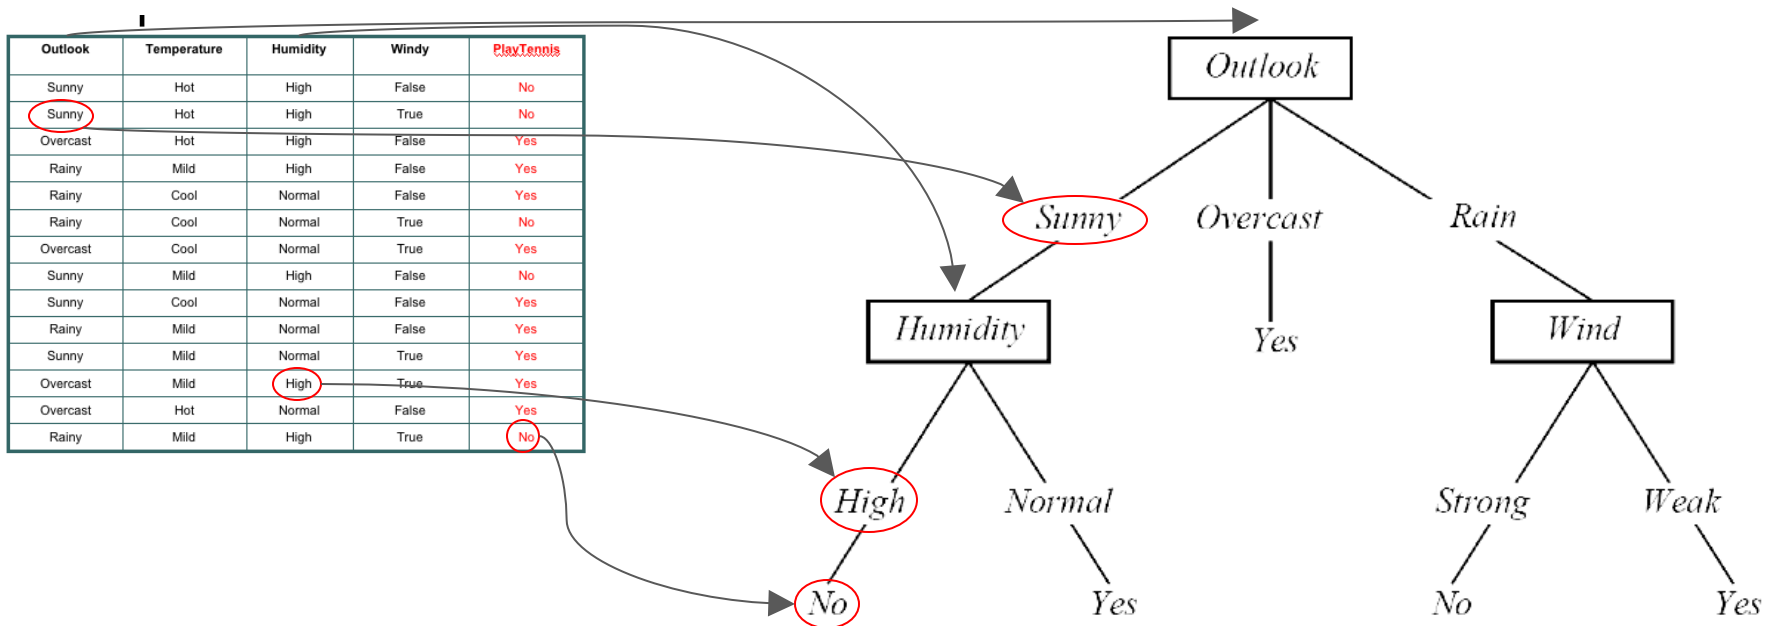 Outlook Temperature Humidity Windy PlayTennis
Sunny Hot High False No
Sunny Hot High True No
Overcast Hot High False Yes
Rainy Mild High False Yes
Rainy Cool Normal False Yes
Rainy Cool Normal True No
Overcast Cool Normal True Yes
Sunny Mild High False No
Sunny Cool Normal False Yes
Rainy Mild Normal False Yes
Sunny Mild Normal True Yes
Overcast Mild High True Yes
Overcast Hot Normal False Yes
Rainy Mild High True No
Outlook
Sunny Overcast Rain
Humidity Yes Wind
High Normal Strong Weak
No Yes No Yes